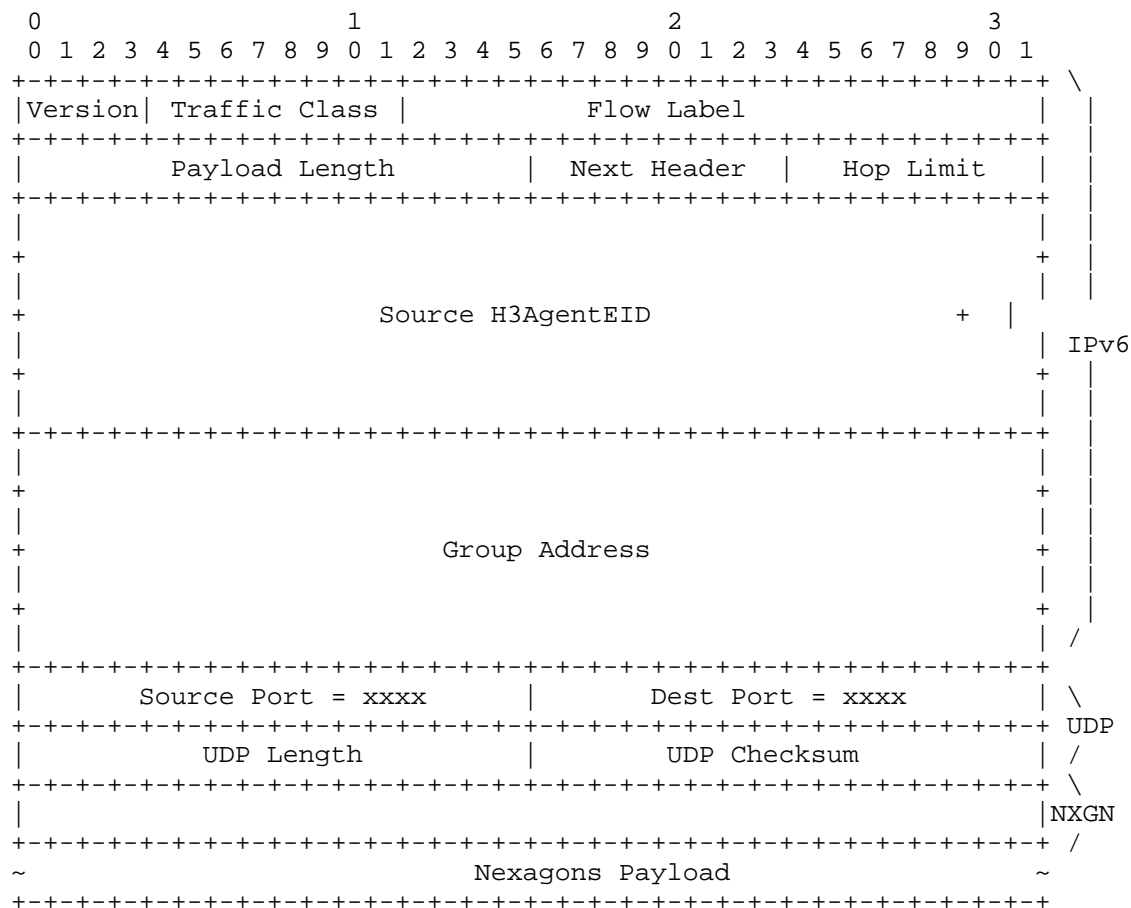 0                   1                   2                   3
 0 1 2 3 4 5 6 7 8 9 0 1 2 3 4 5 6 7 8 9 0 1 2 3 4 5 6 7 8 9 0 1
+-+-+-+-+-+-+-+-+-+-+-+-+-+-+-+-+-+-+-+-+-+-+-+-+-+-+-+-+-+-+-+-+ \
|Version| Traffic Class |           Flow Label                  |  |
+-+-+-+-+-+-+-+-+-+-+-+-+-+-+-+-+-+-+-+-+-+-+-+-+-+-+-+-+-+-+-+-+  |
|         Payload Length        |  Next Header  |   Hop Limit   |  |
+-+-+-+-+-+-+-+-+-+-+-+-+-+-+-+-+-+-+-+-+-+-+-+-+-+-+-+-+-+-+-+-+  |
|                                                               |  |
+                                                               +  |
|                                                               |  |
+                      Source H3AgentEID                   +  |
|                                                               | IPv6
+                                                               +  |
|                                                               |  |
+-+-+-+-+-+-+-+-+-+-+-+-+-+-+-+-+-+-+-+-+-+-+-+-+-+-+-+-+-+-+-+-+  |
|                                                               |  |
+                                                               +  |
|                                                               |  |
+                          Group Address                        +  |
|                                                               |  |
+                                                               +  |
|                                                               | /
+-+-+-+-+-+-+-+-+-+-+-+-+-+-+-+-+-+-+-+-+-+-+-+-+-+-+-+-+-+-+-+-+
|       Source Port = xxxx      |       Dest Port = xxxx        | \
+-+-+-+-+-+-+-+-+-+-+-+-+-+-+-+-+-+-+-+-+-+-+-+-+-+-+-+-+-+-+-+-+ UDP
|           UDP Length          |        UDP Checksum           | /
+-+-+-+-+-+-+-+-+-+-+-+-+-+-+-+-+-+-+-+-+-+-+-+-+-+-+-+-+-+-+-+-+ \
|                                                               |NXGN
+-+-+-+-+-+-+-+-+-+-+-+-+-+-+-+-+-+-+-+-+-+-+-+-+-+-+-+-+-+-+-+-+ /
~                            Nexagons Payload                   ~
+-+-+-+-+-+-+-+-+-+-+-+-+-+-+-+-+-+-+-+-+-+-+-+-+-+-+-+-+-+-+-+-+